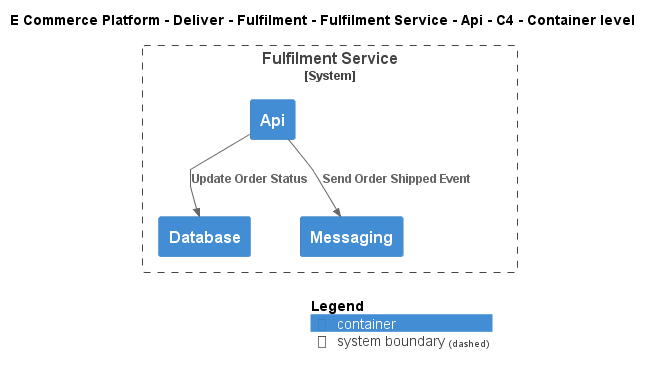 E Commerce Platform - Deliver - Fulfilment - Fulfilment Service - Api - C4 - Container level
Fulfilment Service
[System]
Api
Update Order Status
Send Order Shipped Event
Database
Messaging
Legend
container
system boundary (dashed)